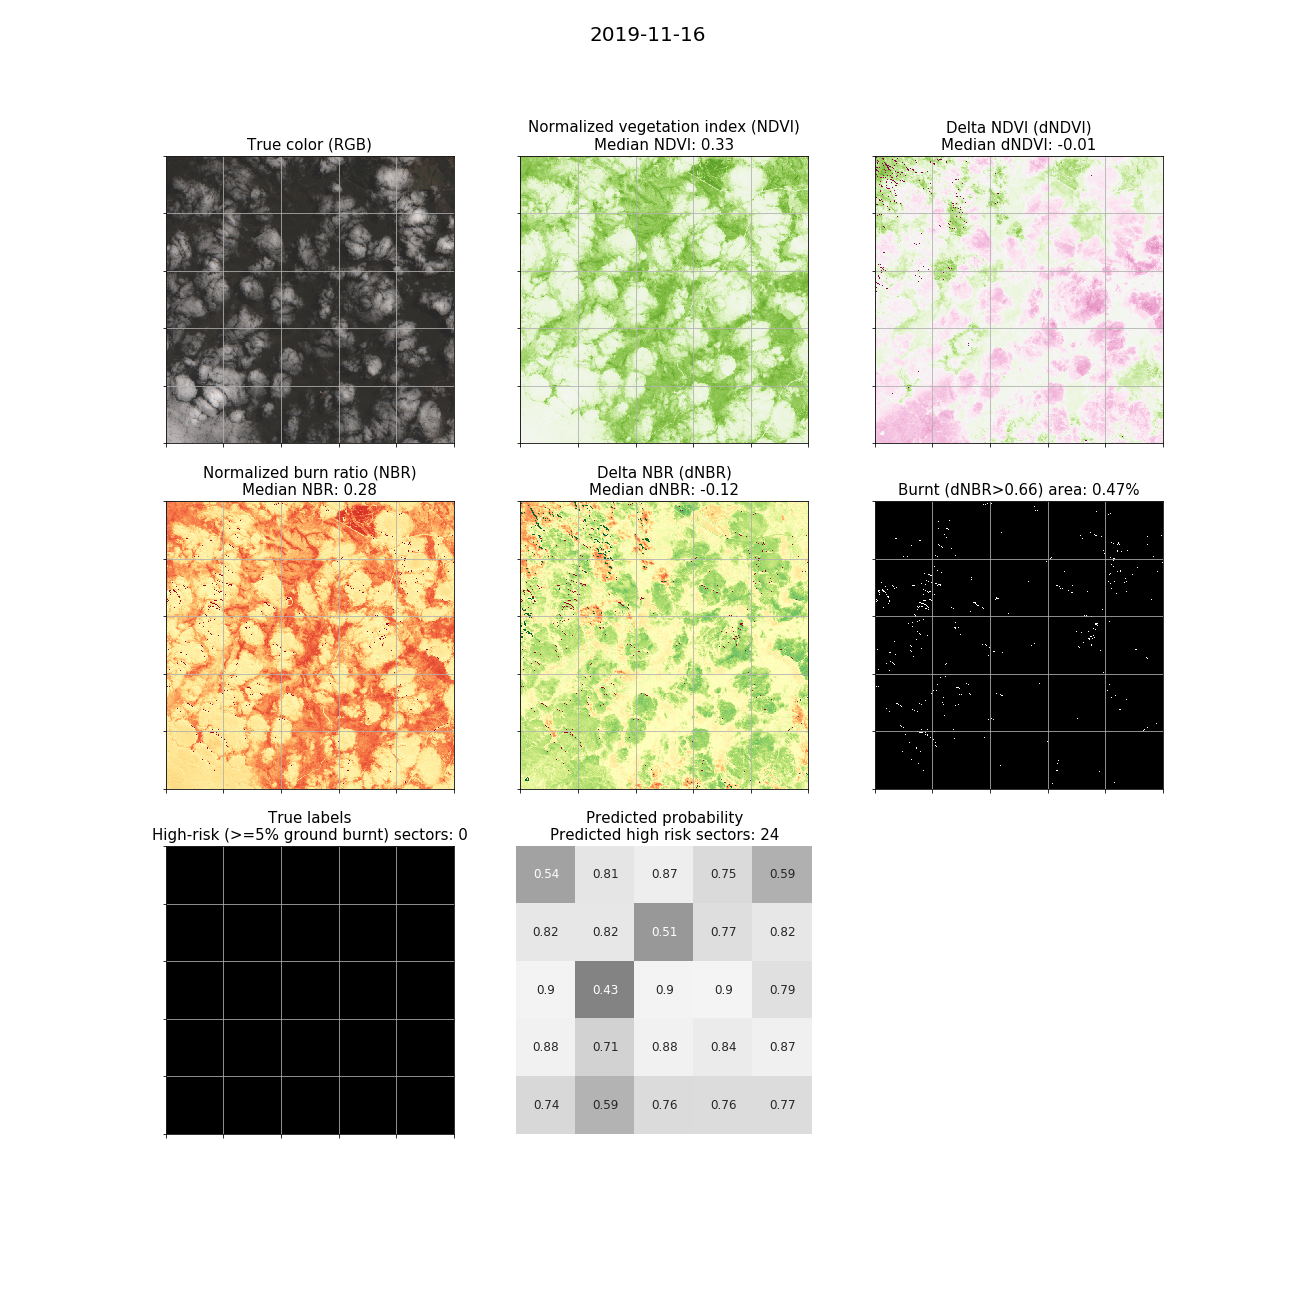 2019-11-16
True color (RGB)
Normalized vegetation index (NDVI)
Median NDVI: 0.33
Delta NDVI (dNDVI)
Median dNDVI: -0.01
Normalized burn ratio (NBR)
Median NBR: 0.28
Delta NBR (dNBR)
Median dNBR: -0.12
Burnt (dNBR>0.66) area: 0.47%
True labels
High-risk (>=5% ground burnt) sectors: 0
Predicted probability
Predicted high risk sectors: 24
0.54 0.81 0.87 0.75 0.59
0.82 0.82 0.51 0.77 0.82
0.9 0.43 0.9 0.9 0.79
0.88 0.71 0.88 0.84 0.87
0.74 0.59 0.76 0.76 0.77